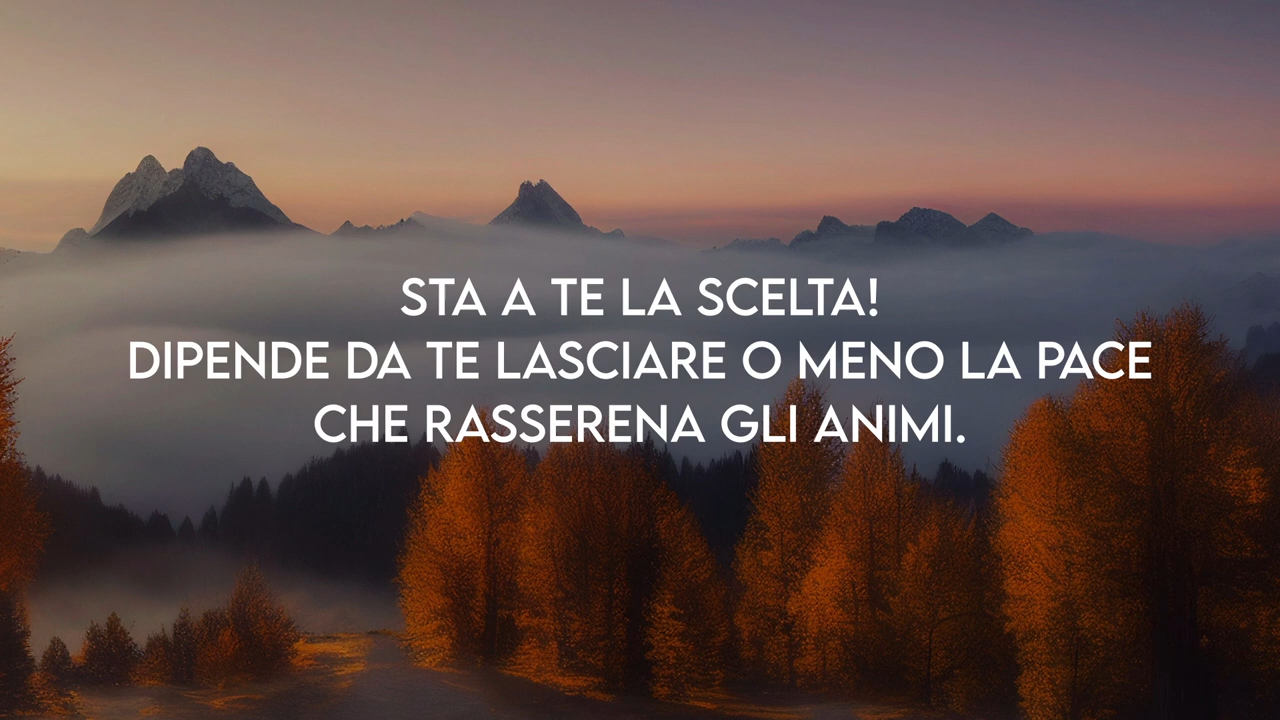 STA A TE LA SCELTA!
DIPENDE DA TE LASCIARE O MENO LA PACE
CHE RASSERENA GLI ANIMI.